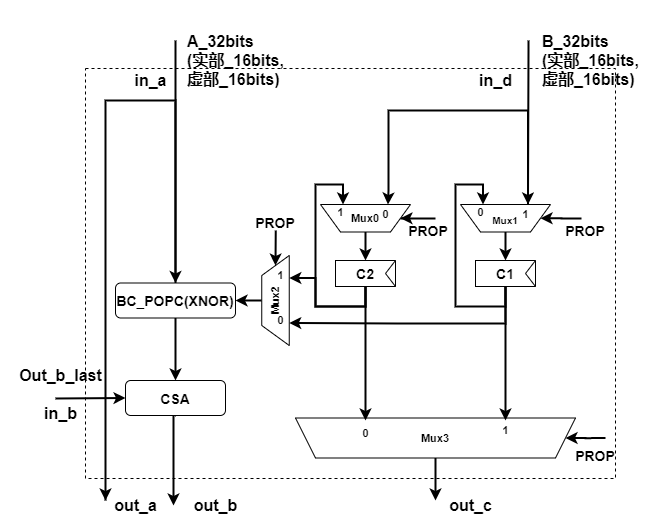 A_32bits
(实部_16bits,
虚部_16bits)
B_32bits
(实部_16bits,
虚部_16bits)
in_a
in_d
1
0
Mux0
PROP
0
1
Mux1
PROP
PROP
C2
C1
1
Mux2
0
BC_POPC(XNOR)
Out_b_last
in_b
CSA
0
Mux3
1
PROP
out_a
out_b
out_c